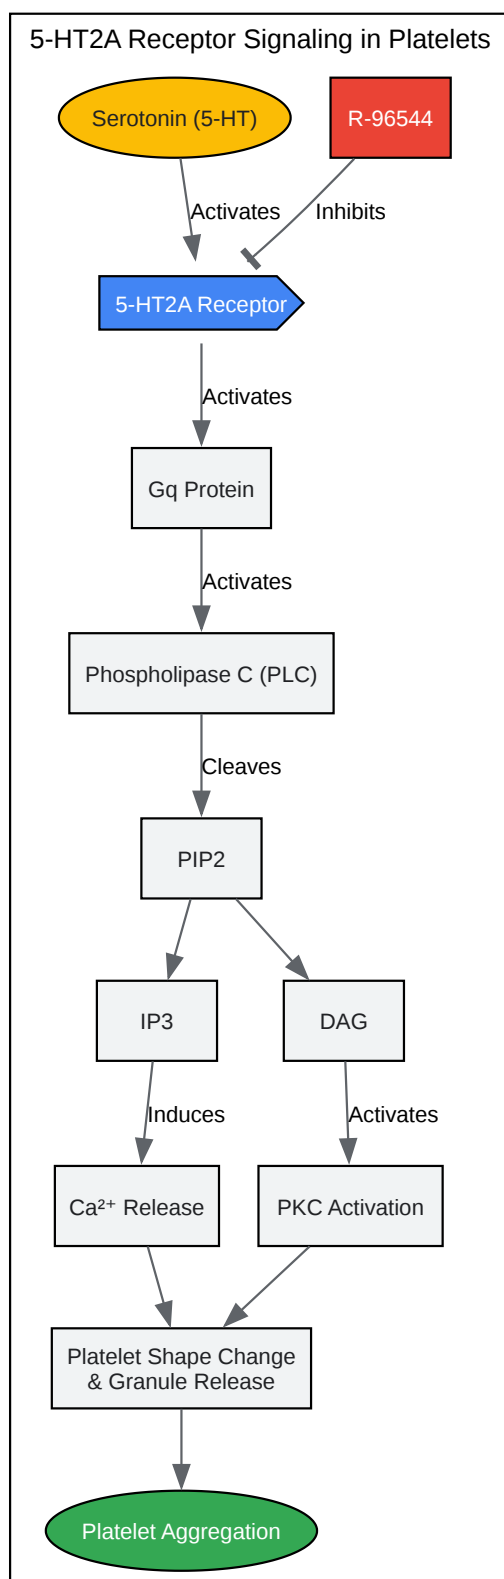 5-HT2A Receptor Signaling in Platelets
Serotonin (5-HT)
R-96544
Activates
Inhibits
5-HT2A Receptor
Activates
Gq Protein
Activates
Phospholipase C (PLC)
Cleaves
PIP2
IP3
DAG
Induces
Activates
Ca²⁺ Release
PKC Activation
Platelet Shape Change
& Granule Release
Platelet Aggregation